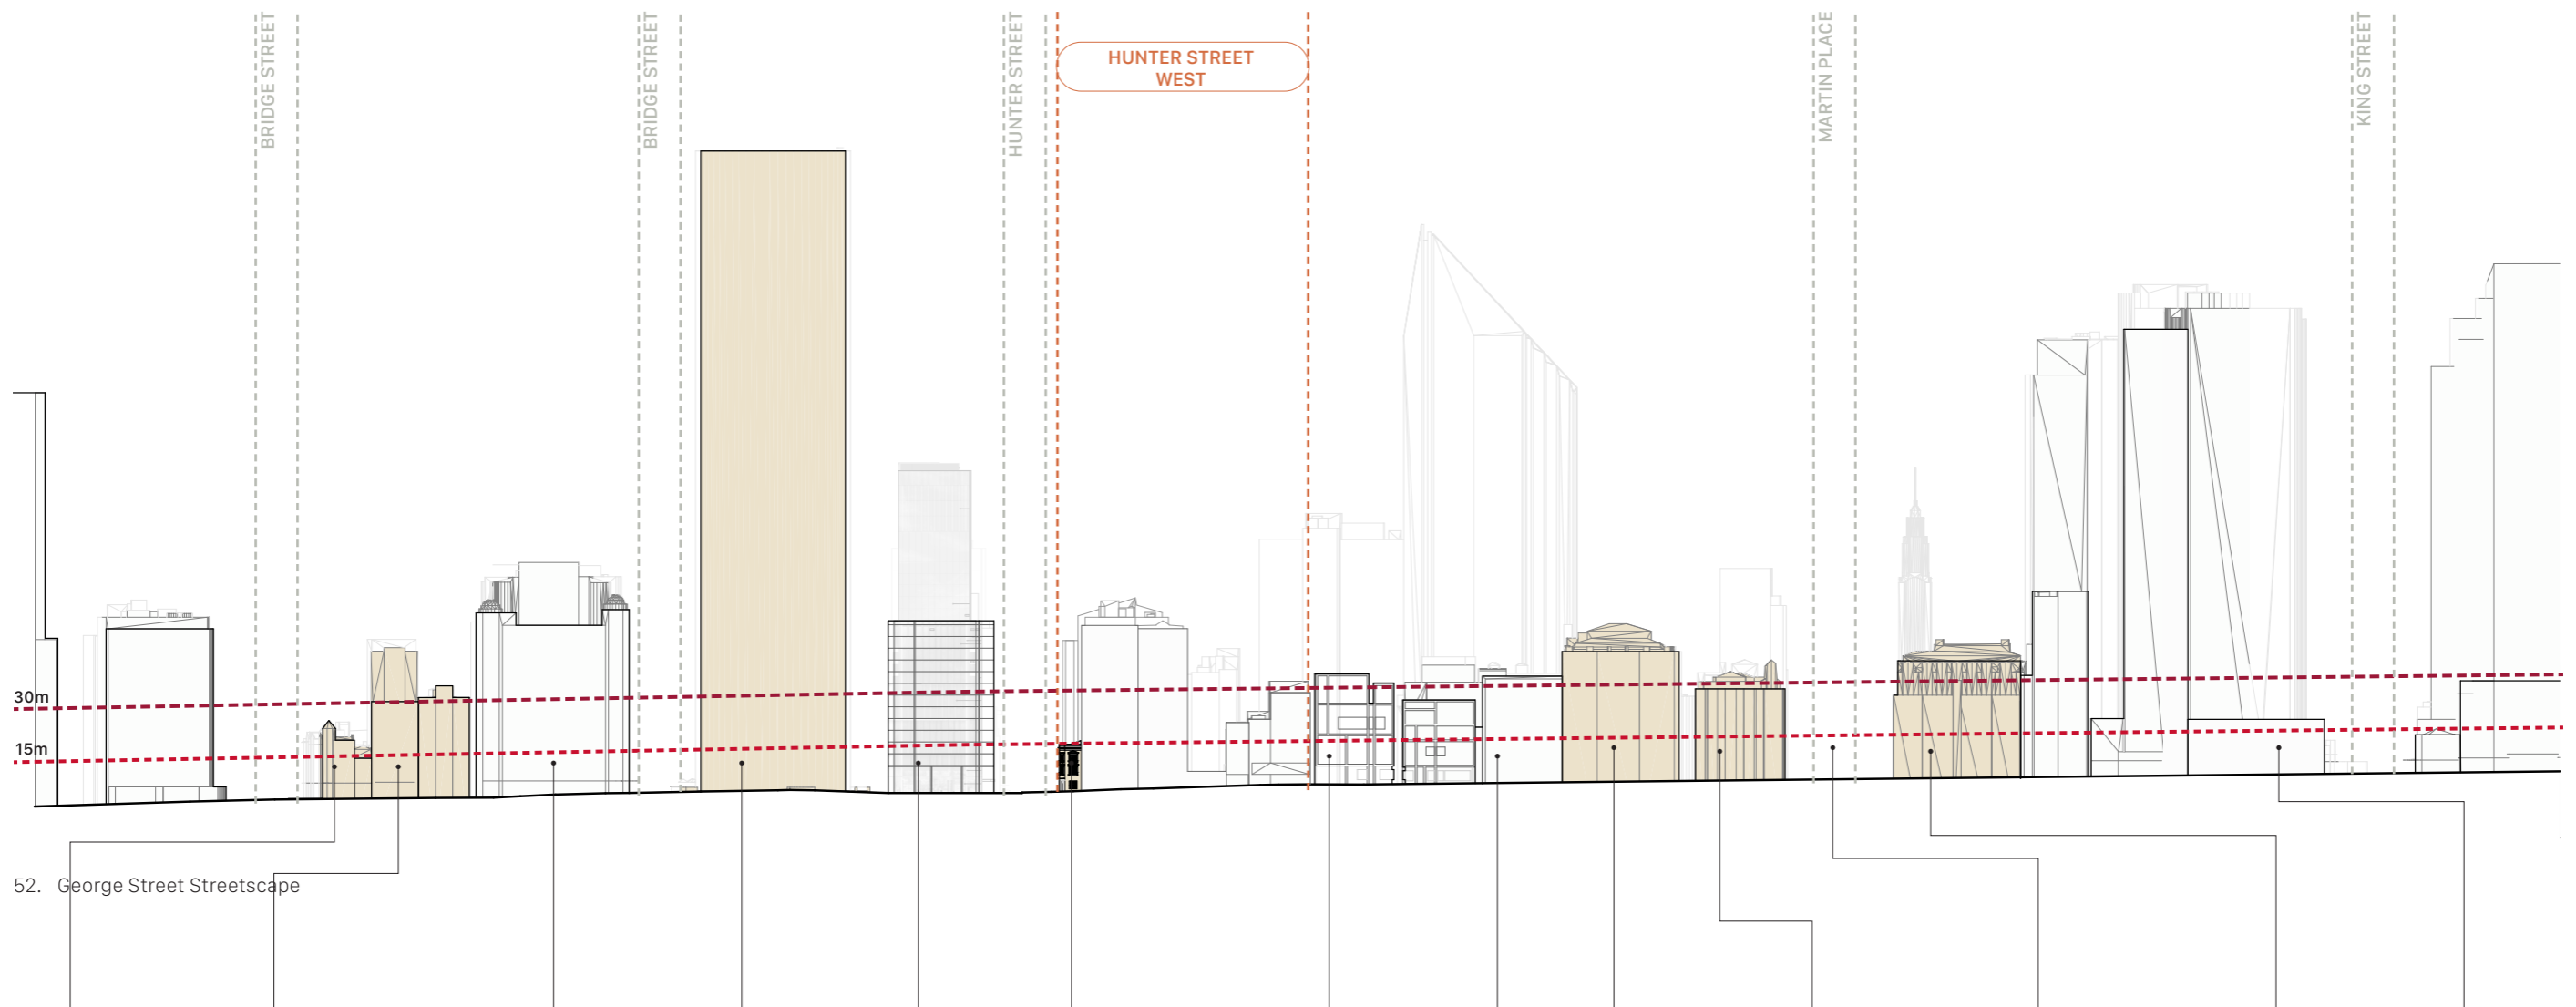 BRIDGE STREET
BRIDGE STREET
HUNTER STREET
HUNTER STREET
WEST
MARTIN PLACE
KING STREET
30m
15m
52. George Street Streetscape